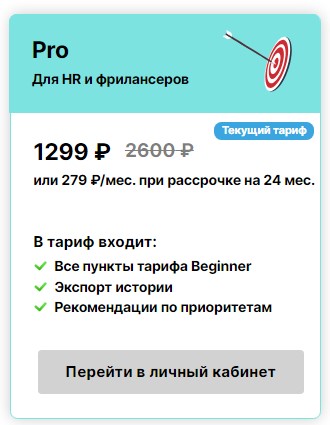 Pro
Для HR и фрилансеров
Текущий тариф
1299 ₽ 2600 ₽
или 279 ₽/мес. при рассрочке на 24 мес.
В тариф входит:
Все пункты тарифа Beginner
Экспорт истории
Рекомендации по приоритетам
Перейти в личный кабинет